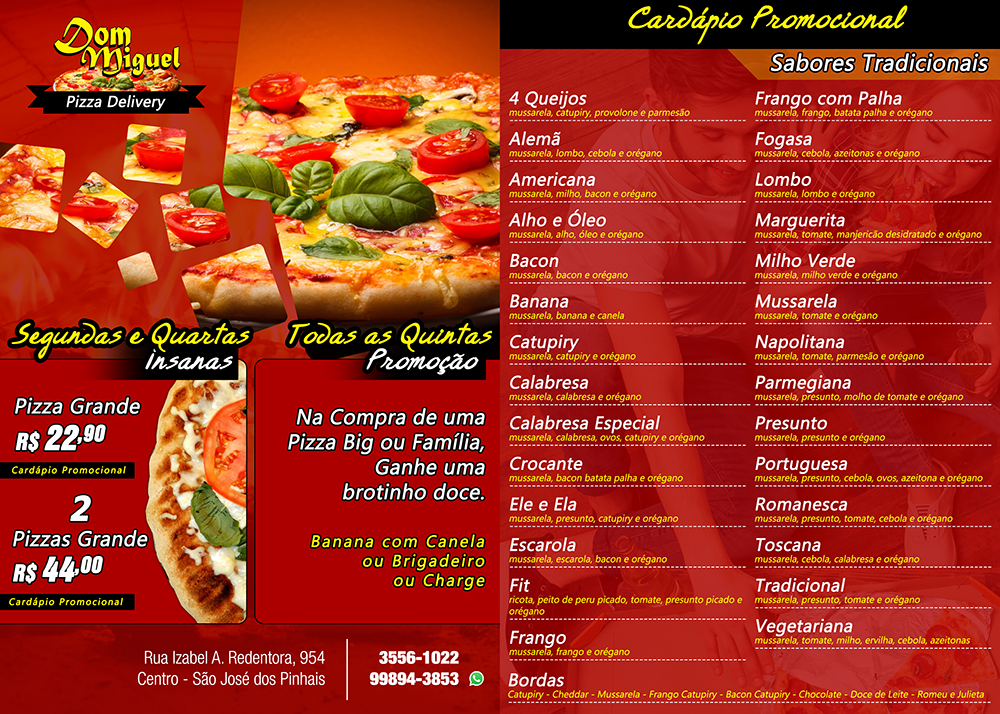 Dom
Miguel
Pizza Delivery
Segundas e Quartas
Insanas
Pizza Grande
R$ 22,90
Cardápio Promocional
2
Pizzas Grande
R$ 44,00
Cardápio Promocional
Todas as Quintas
Promoção
Na Compra de uma
Pizza Big ou Família,
Ganhe uma
brotinho doce.
Banana com Canela
ou Brigadeiro
ou Charge
Rua Izabel A. Redentora, 954
Centro - São José dos Pinhais
3556-1022
99894-3853
Cardápio Promocional
Sabores Tradicionais
4 Queijos
mussarela, catupiry, provolone e parmesão
Alemã
mussarela, lombo, cebola e orégano
Americana
mussarela, milho, bacon e orégano
Alho e Óleo
mussarela, alho, óleo e orégano
Bacon
mussarela, bacon e orégano
Banana
mussarela, banana e canela
Catupiry
mussarela, catupiry e orégano
Calabresa
mussarela, calabresa e orégano
Calabresa Especial
mussarela, calabresa, ovos, catupiry e orégano
Crocante
mussarela, bacon batata palha e orégano
Ele e Ela
mussarela, presunto, catupiry e orégano
Escarola
mussarela, escarola, bacon e orégano
Fit
ricota, peito de peru picado, tomate, presunto picado e
orégano
Frango
mussarela, frango e orégano
Frango com Palha
mussarela, frango, batata palha e orégano
Fogasa
mussarela, cebola, azeitonas e orégano
Lombo
mussarela, lombo e orégano
Marguerita
mussarela, tomate, manjericão desidratado e orégano
Milho Verde
mussarela, milho verde e orégano
Mussarela
mussarela, tomate e orégano
Napolitana
mussarela, tomate, parmesão e orégano
Parmegiana
mussarela, presunto, molho de tomate e orégano
Presunto
mussarela, presunto e orégano
Portuguesa
mussarela, presunto, cebola, ovos, azeitona e orégano
Romanesca
mussarela, presunto, tomate, cebola e orégano
Toscana
mussarela, cebola, calabresa e orégano
Tradicional
mussarela, presunto, tomate e orégano
Vegetariana
mussarela, tomate, milho, ervilha, cebola, azeitonas
Bordas
Catupiry - Cheddar - Mussarela - Frango Catupiry - Bacon Catupiry - Chocolate - Doce de Leite - Romeu e Julieta